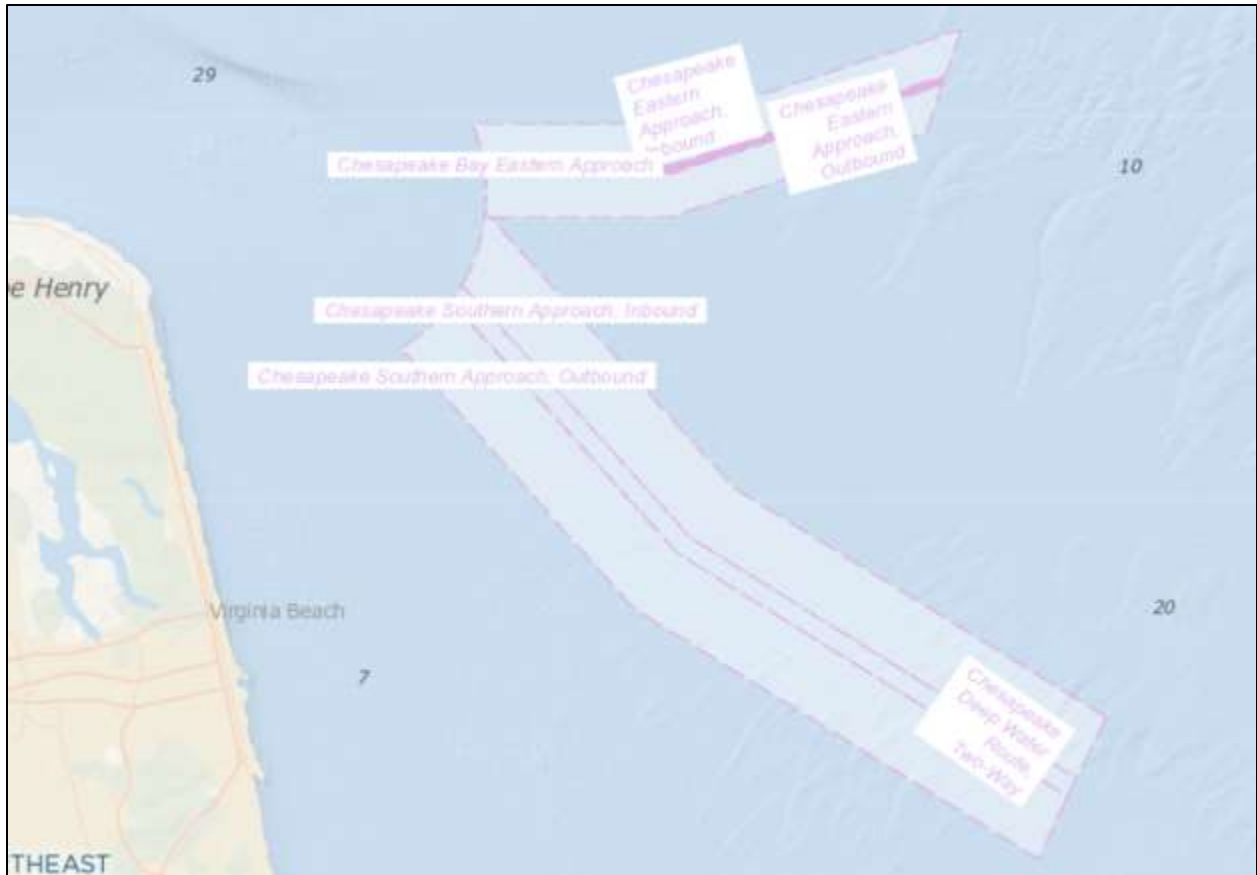 29
Chesapeake
Eastern
Approach,
Inbound
Chesapeake
Eastern
Approach,
Outbound
Chesapeake Bay Eastern Approach
10
e Henry
Chesapeake Southern Approach, Inbound
Chesapeake Southern Approach, Outbound
Virginia Beach
20
7
Chesapeake
Deep Water
Route,
Two-Way
THEAST